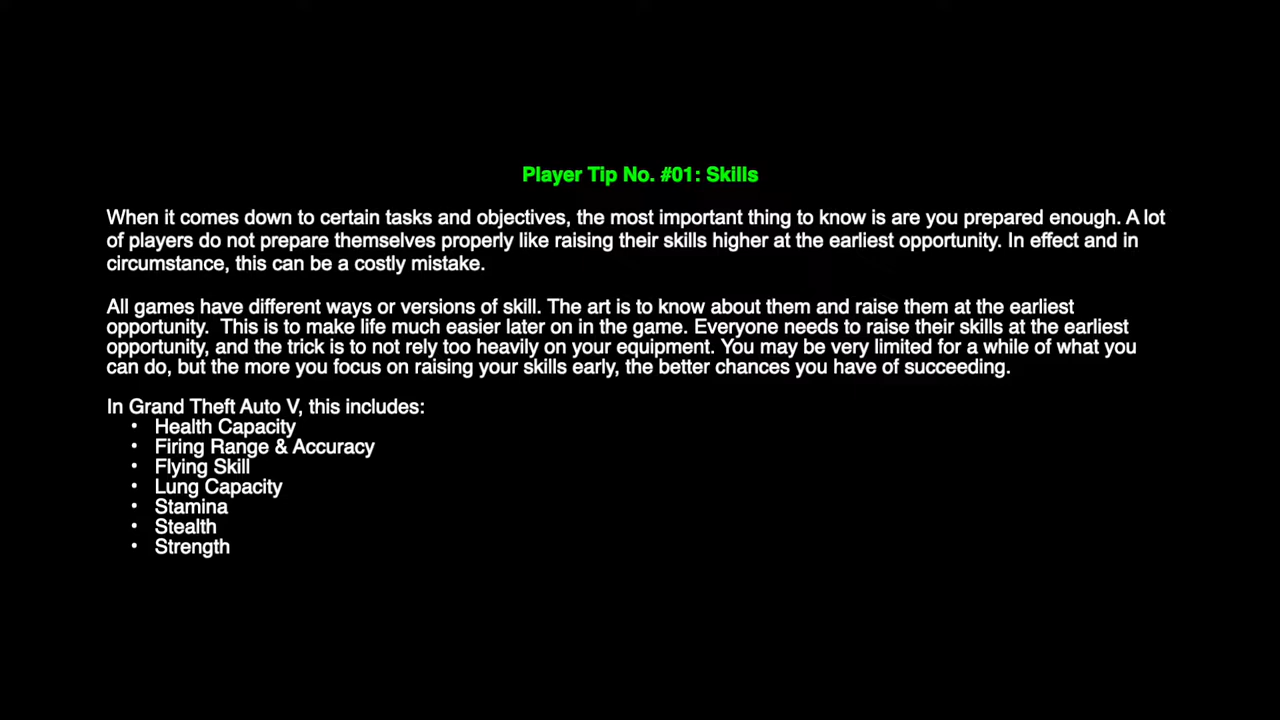 Player Tip No. #01: Skills
When it comes down to certain tasks and objectives, the most important thing to know is are you prepared enough. A lot
of players do not prepare themselves properly like raising their skills higher at the earliest opportunity. In effect and in
circumstance, this can be a costly mistake.
All games have different ways or versions of skill. The art is to know about them and raise them at the earliest
opportunity.  This is to make life much easier later on in the game. Everyone needs to raise their skills at the earliest
opportunity, and the trick is to not rely too heavily on your equipment. You may be very limited for a while of what you
can do, but the more you focus on raising your skills early, the better chances you have of succeeding.
In Grand Theft Auto V, this includes:
• Health Capacity
• Firing Range & Accuracy
• Flying Skill
• Lung Capacity
• Stamina
• Stealth
• Strength